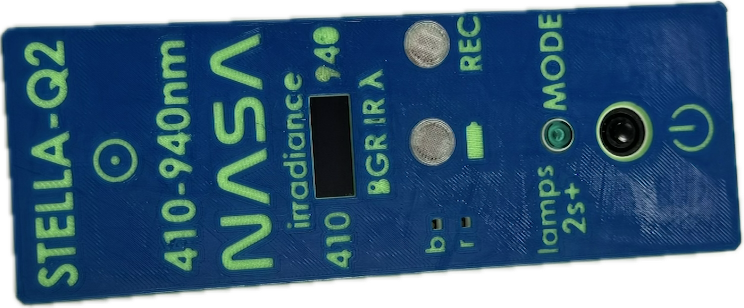 STELLA-Q2
410-940nm
NASA
irradiance
410 940
BGR IR λ
b
r
REC
lamps MODE
2s+